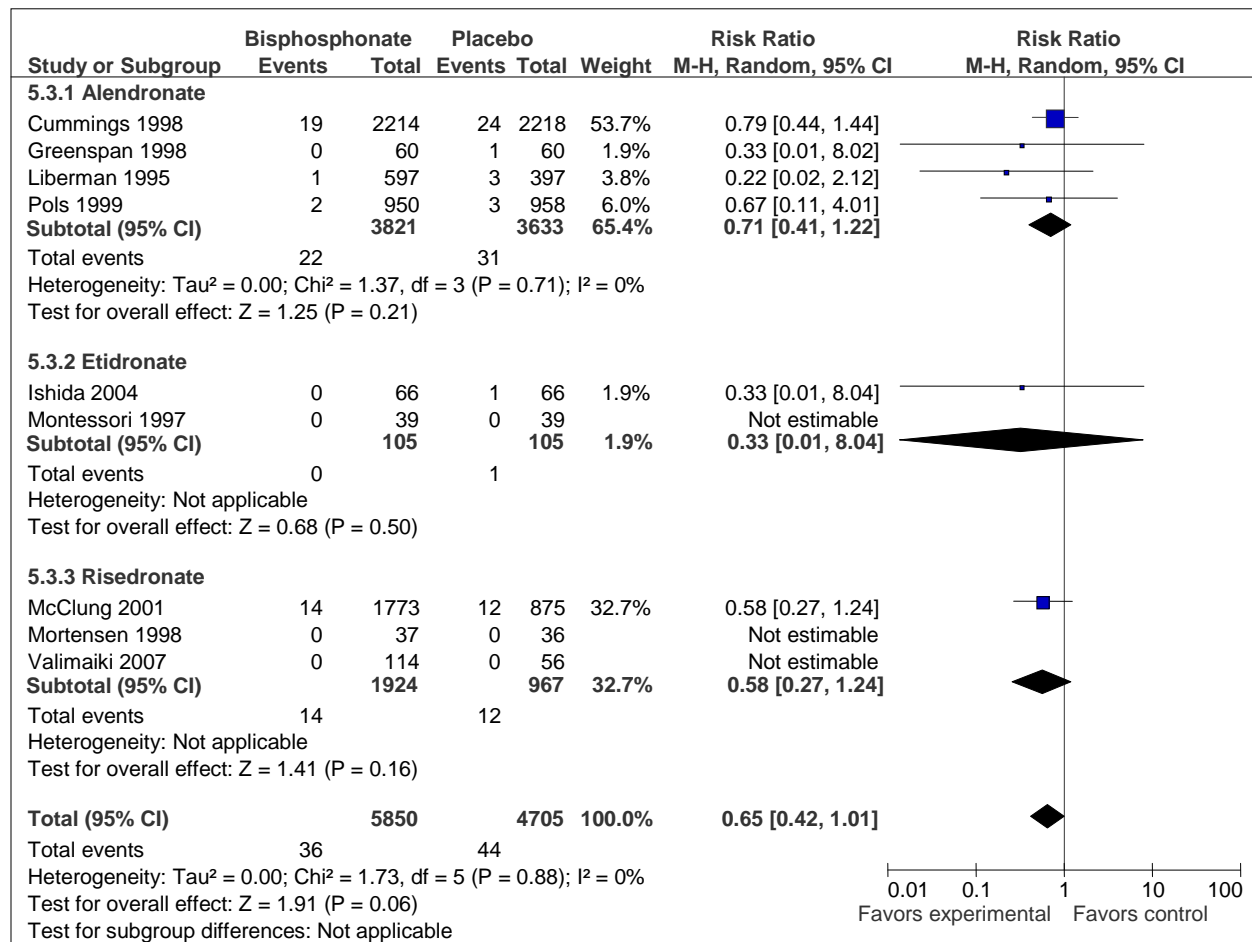 Bisphosphonate Placebo Risk Ratio Risk Ratio
Study or Subgroup Events Total Events Total Weight M-H, Random, 95% CI M-H, Random, 95% CI
5.3.1 Alendronate
Cummings 1998 19 2214 24 2218 53.7% 0.79 [0.44, 1.44]
Greenspan 1998 0 60 1 60 1.9% 0.33 [0.01, 8.02]
Liberman 1995 1 597 3 397 3.8% 0.22 [0.02, 2.12]
Pols 1999 2 950 3 958 6.0% 0.67 [0.11, 4.01]
Subtotal (95% CI) 3821 3633 65.4% 0.71 [0.41, 1.22]
Total events 22 31
Heterogeneity: Tau² = 0.00; Chi² = 1.37, df = 3 (P = 0.71); I² = 0%
Test for overall effect: Z = 1.25 (P = 0.21)
5.3.2 Etidronate
Ishida 2004 0 66 1 66 1.9% 0.33 [0.01, 8.04]
Montessori 1997 0 39 0 39 Not estimable
Subtotal (95% CI) 105 105 1.9% 0.33 [0.01, 8.04]
Total events 0 1
Heterogeneity: Not applicable
Test for overall effect: Z = 0.68 (P = 0.50)
5.3.3 Risedronate
McClung 2001 14 1773 12 875 32.7% 0.58 [0.27, 1.24]
Mortensen 1998 0 37 0 36 Not estimable
Valimaiki 2007 0 114 0 56 Not estimable
Subtotal (95% CI) 1924 967 32.7% 0.58 [0.27, 1.24]
Total events 14 12
Heterogeneity: Not applicable
Test for overall effect: Z = 1.41 (P = 0.16)
Total (95% CI) 5850 4705 100.0% 0.65 [0.42, 1.01]
Total events 36 44
Heterogeneity: Tau² = 0.00; Chi² = 1.73, df = 5 (P = 0.88); I² = 0%
Test for overall effect: Z = 1.91 (P = 0.06)
Test for subgroup differences: Not applicable
0.01 0.1 1 10 100
Favors experimental Favors control